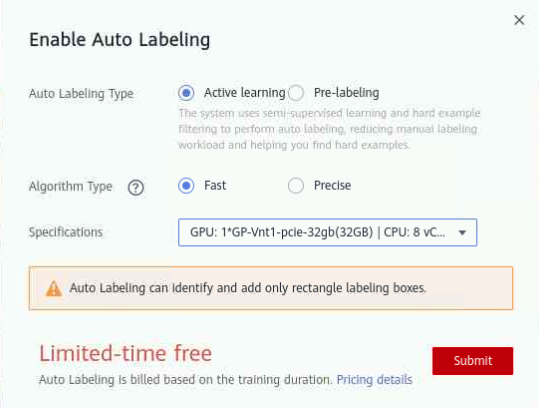 Enable Auto Labeling
Auto Labeling Type Active learning Pre-labeling
The system uses semi-supervised learning and hard example
filtering to perform auto labeling, reducing manual labeling
workload and helping you find hard examples.
Algorithm Type ? Fast Precise
Specifications GPU: 1*GP-Vnt1-pcie-32gb(32GB) | CPU: 8 vC...
Auto Labeling can identify and add only rectangle labeling boxes.
Limited-time free
Submit
Auto Labeling is billed based on the training duration. Pricing details